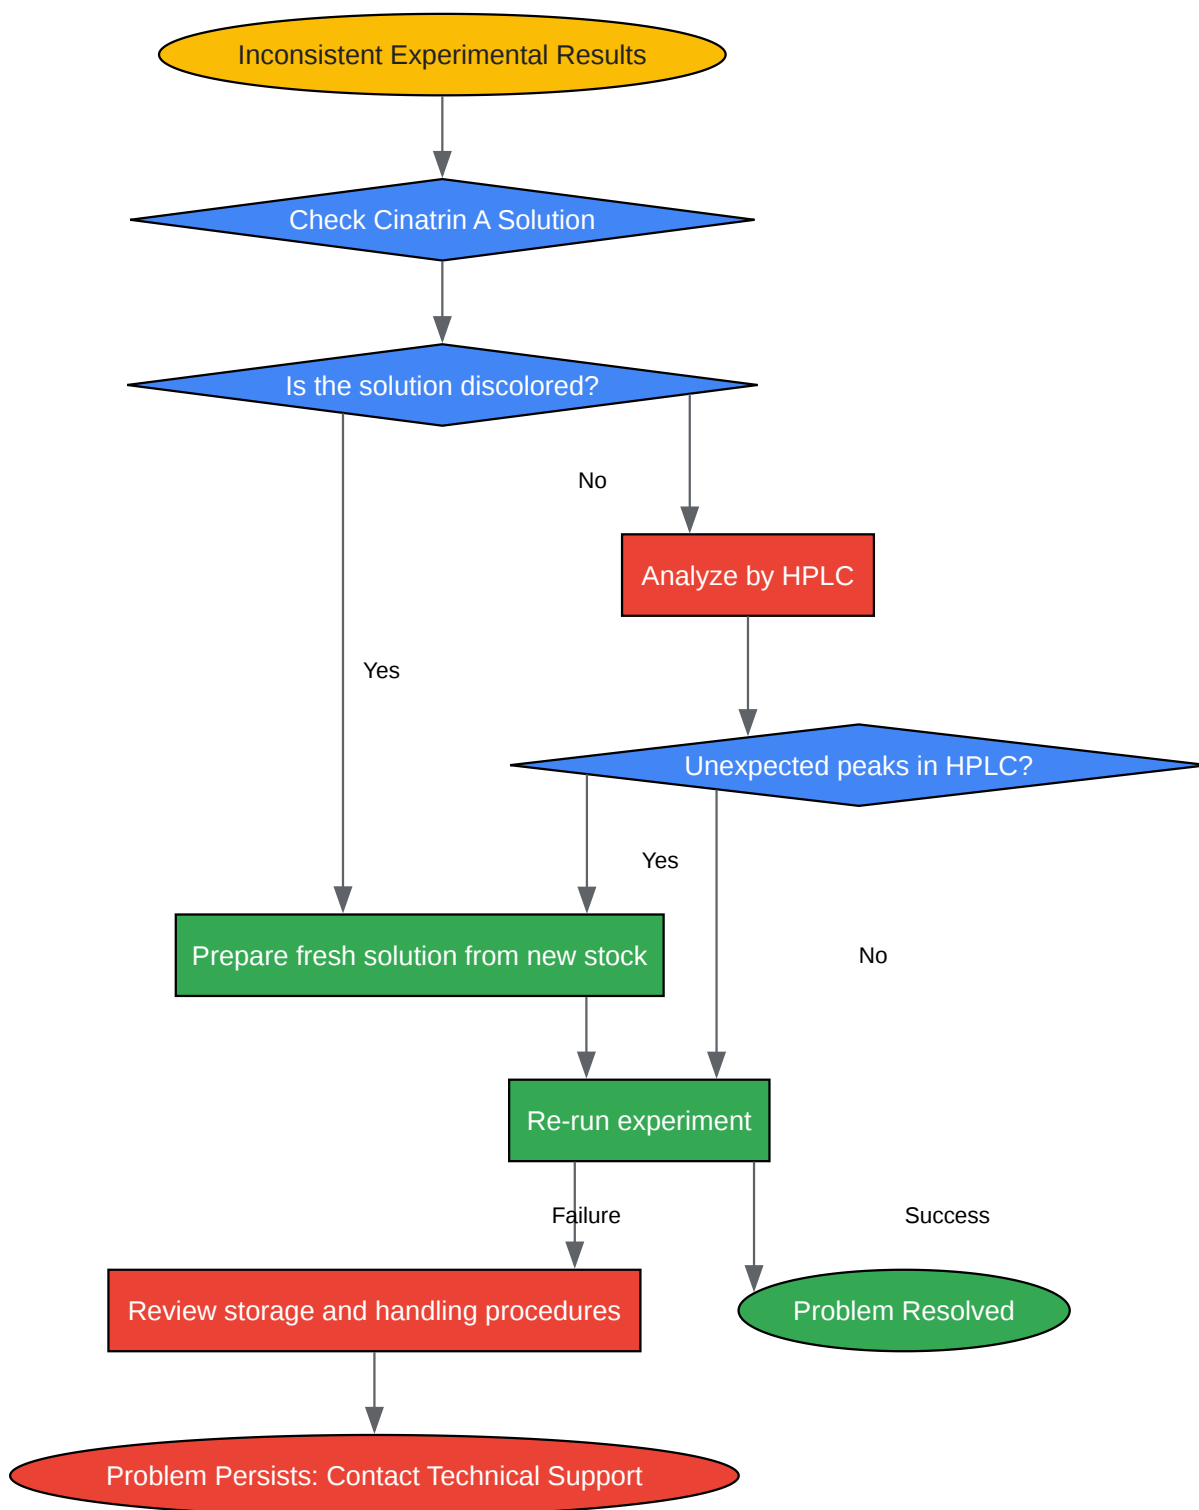 Inconsistent Experimental Results
Check Cinatrin A Solution
Is the solution discolored?
No
Analyze by HPLC
Yes
Unexpected peaks in HPLC?
Yes
Prepare fresh solution from new stock
No
Re-run experiment
Failure
Success
Review storage and handling procedures
Problem Resolved
Problem Persists: Contact Technical Support